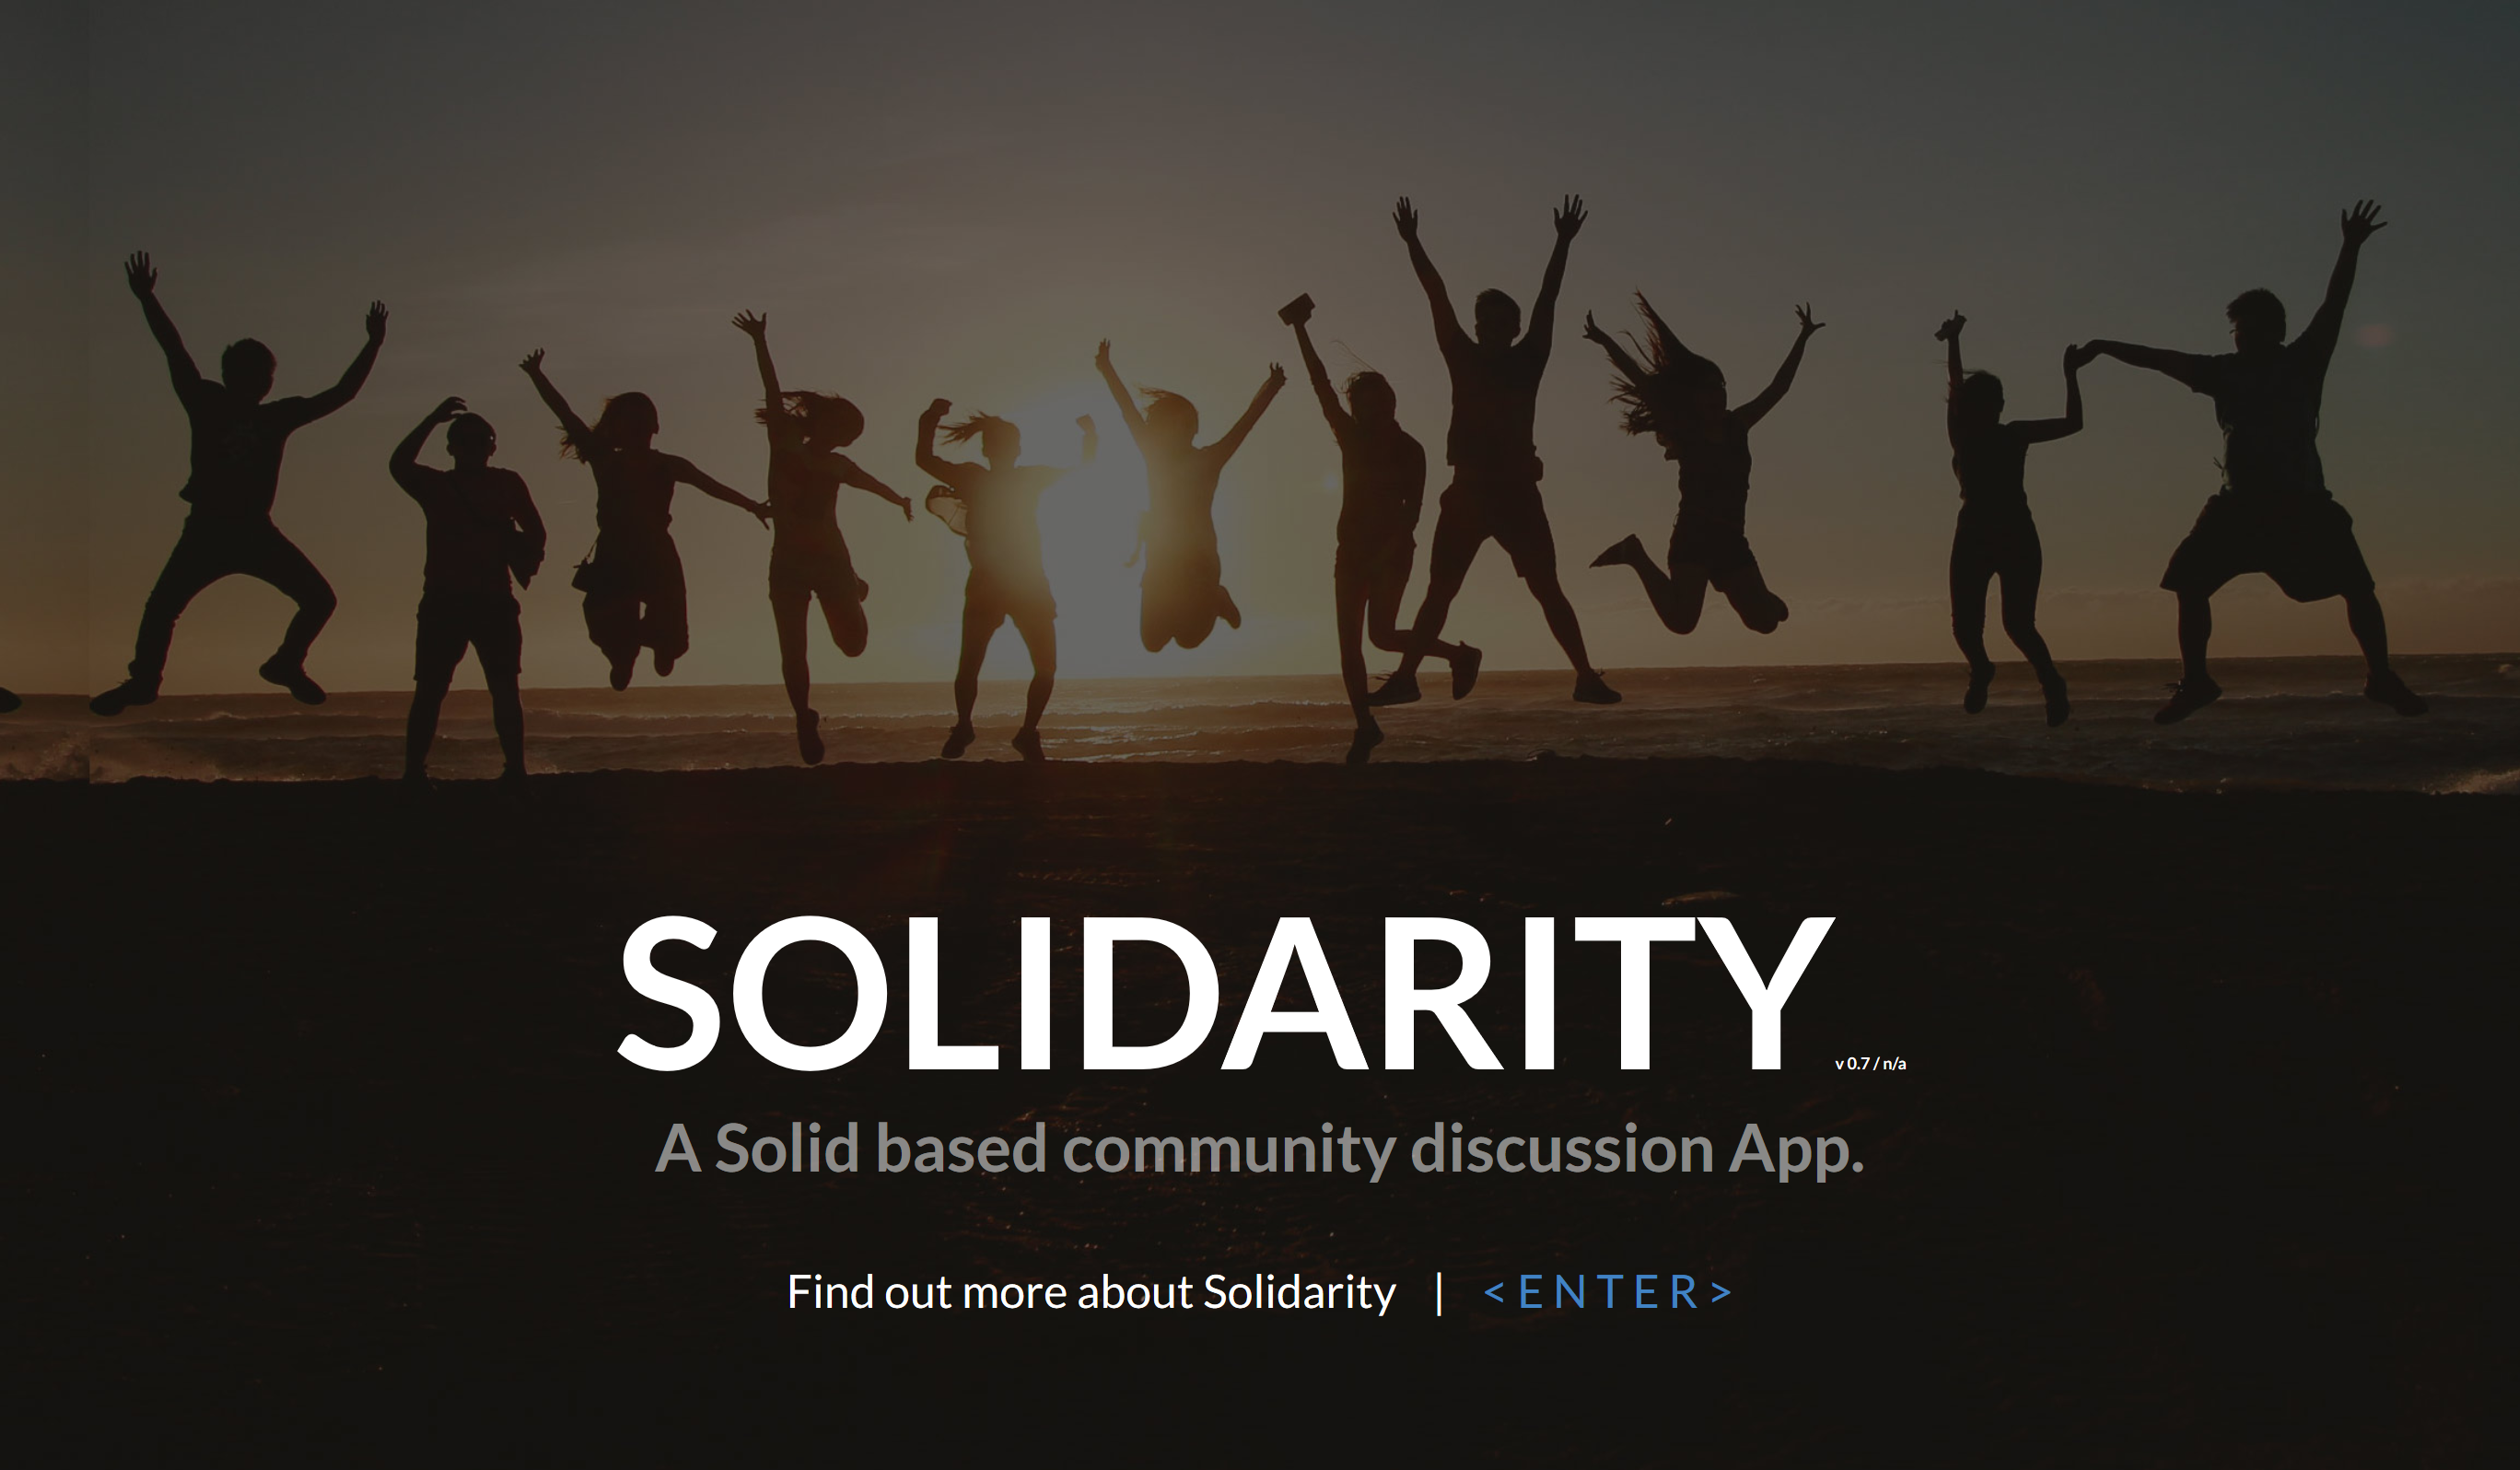 SOLIDARITY v 0.7 / n/a
A Solid based community discussion App.
Find out more about Solidarity | < E N T E R >